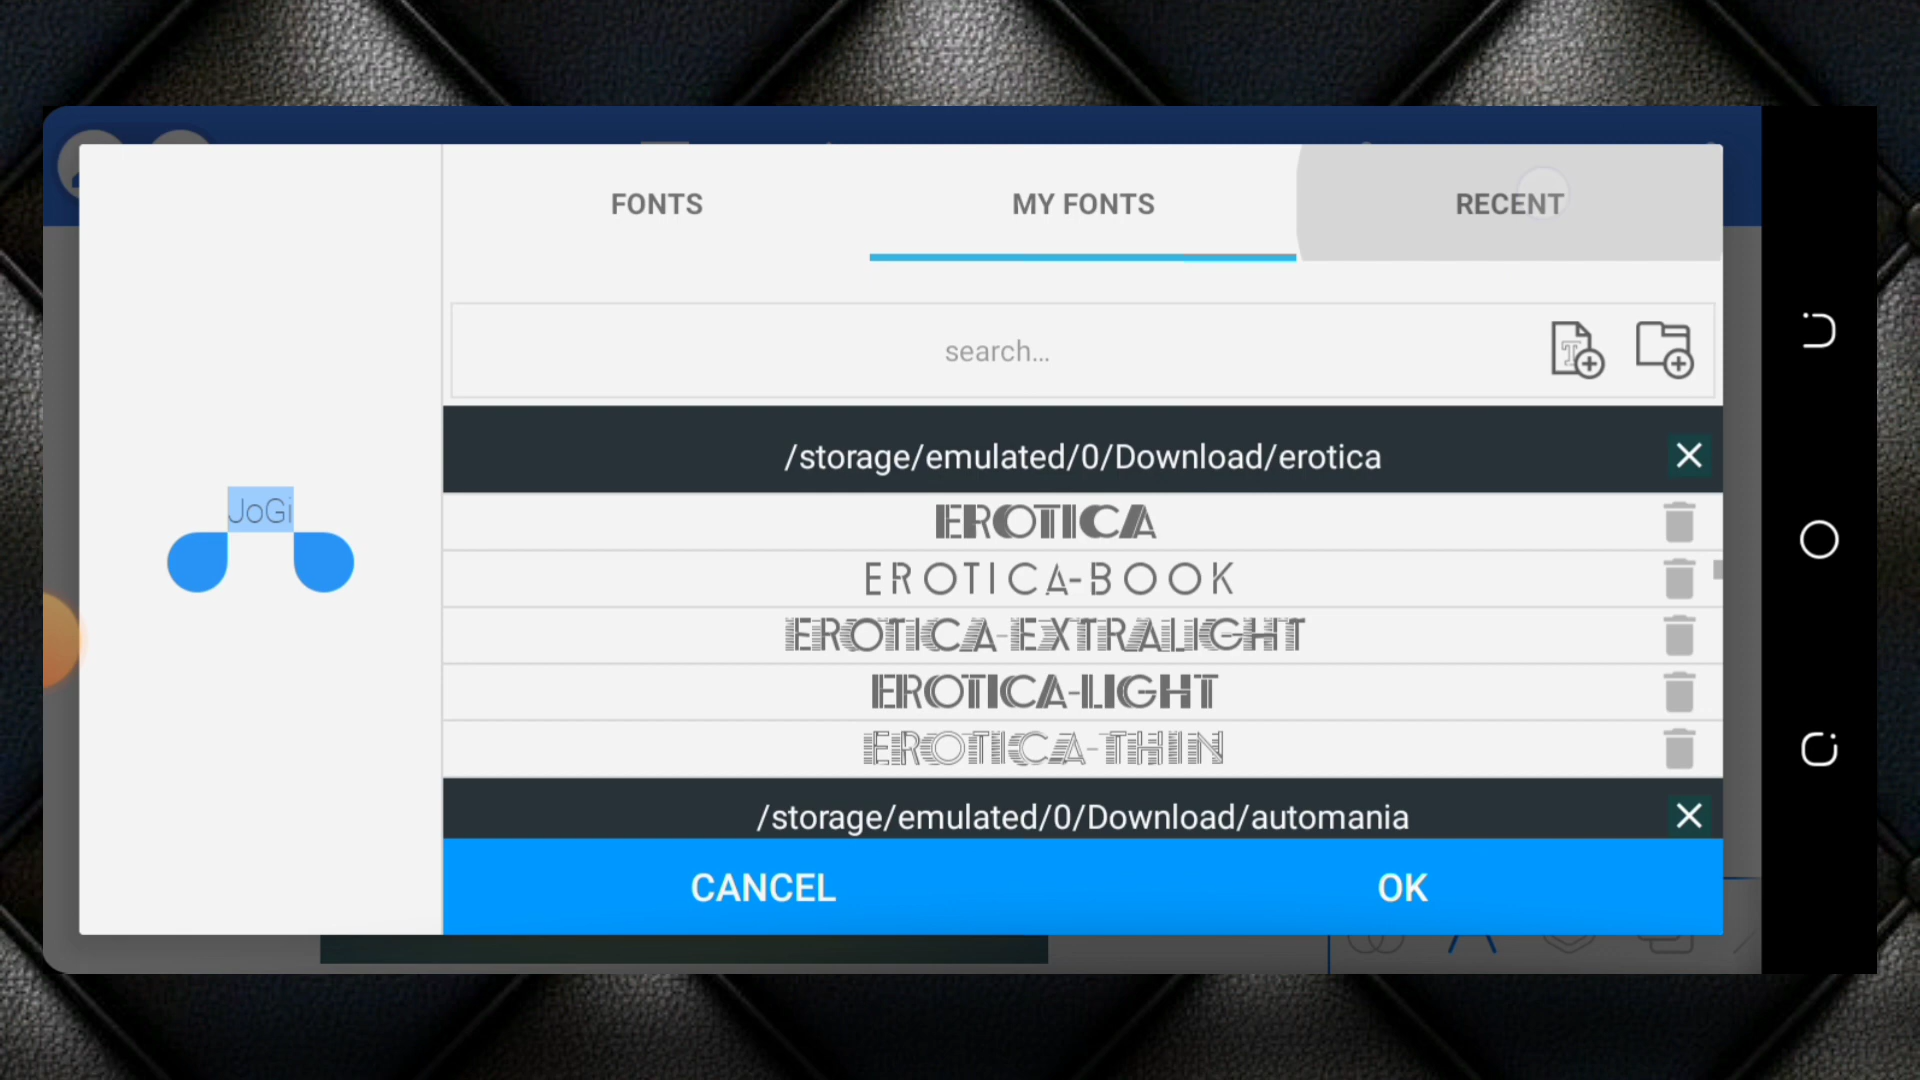 FONTS
MY FONTS
RECENT
search...
/storage/emulated/0/Download/erotica
EROTICA
EROTICA-BOOK
EROTICA-EXTRALIGHT
EROTICA-LIGHT
EROTICA-THIN
/storage/emulated/0/Download/automania
JoGi
CANCEL
OK